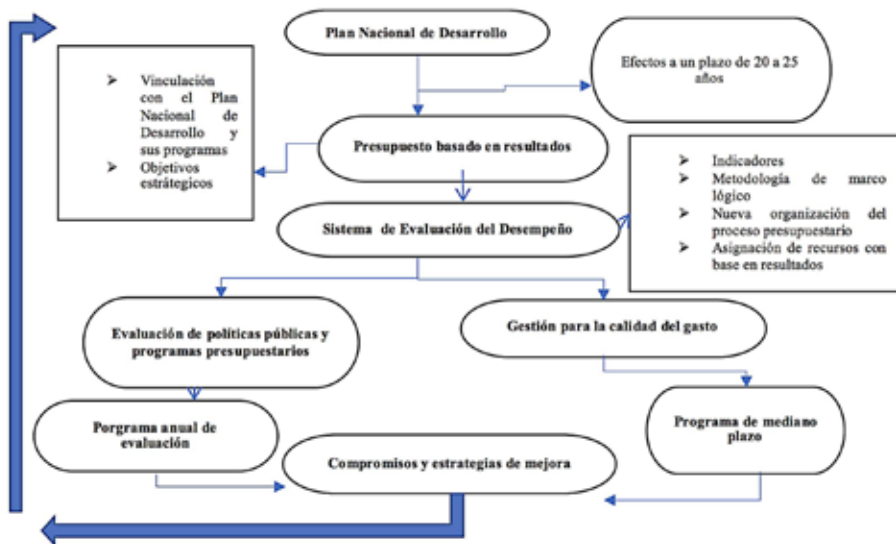 Plan Nacional de Desarrollo
Efectos a un plazo de 20 a 25
años
➢ Vinculación
con el Plan
Nacional de
Desarrollo y
sus programas
➢ Objetivos
estrátegicos
Presupuesto basado en resultados
➢ Indicadores
➢ Metodología de marco
lógico
➢ Nueva organización del
proceso presupuestario
➢ Asignación de recursos con
base en resultados
Sistema de Evaluación del Desempeño
Evaluación de políticas públicas y
programas presupuestarios
Gestión para la calidad del gasto
Porgrama anual de
evaluación
Programa de mediano
plazo
Compromisos y estrategias de mejora